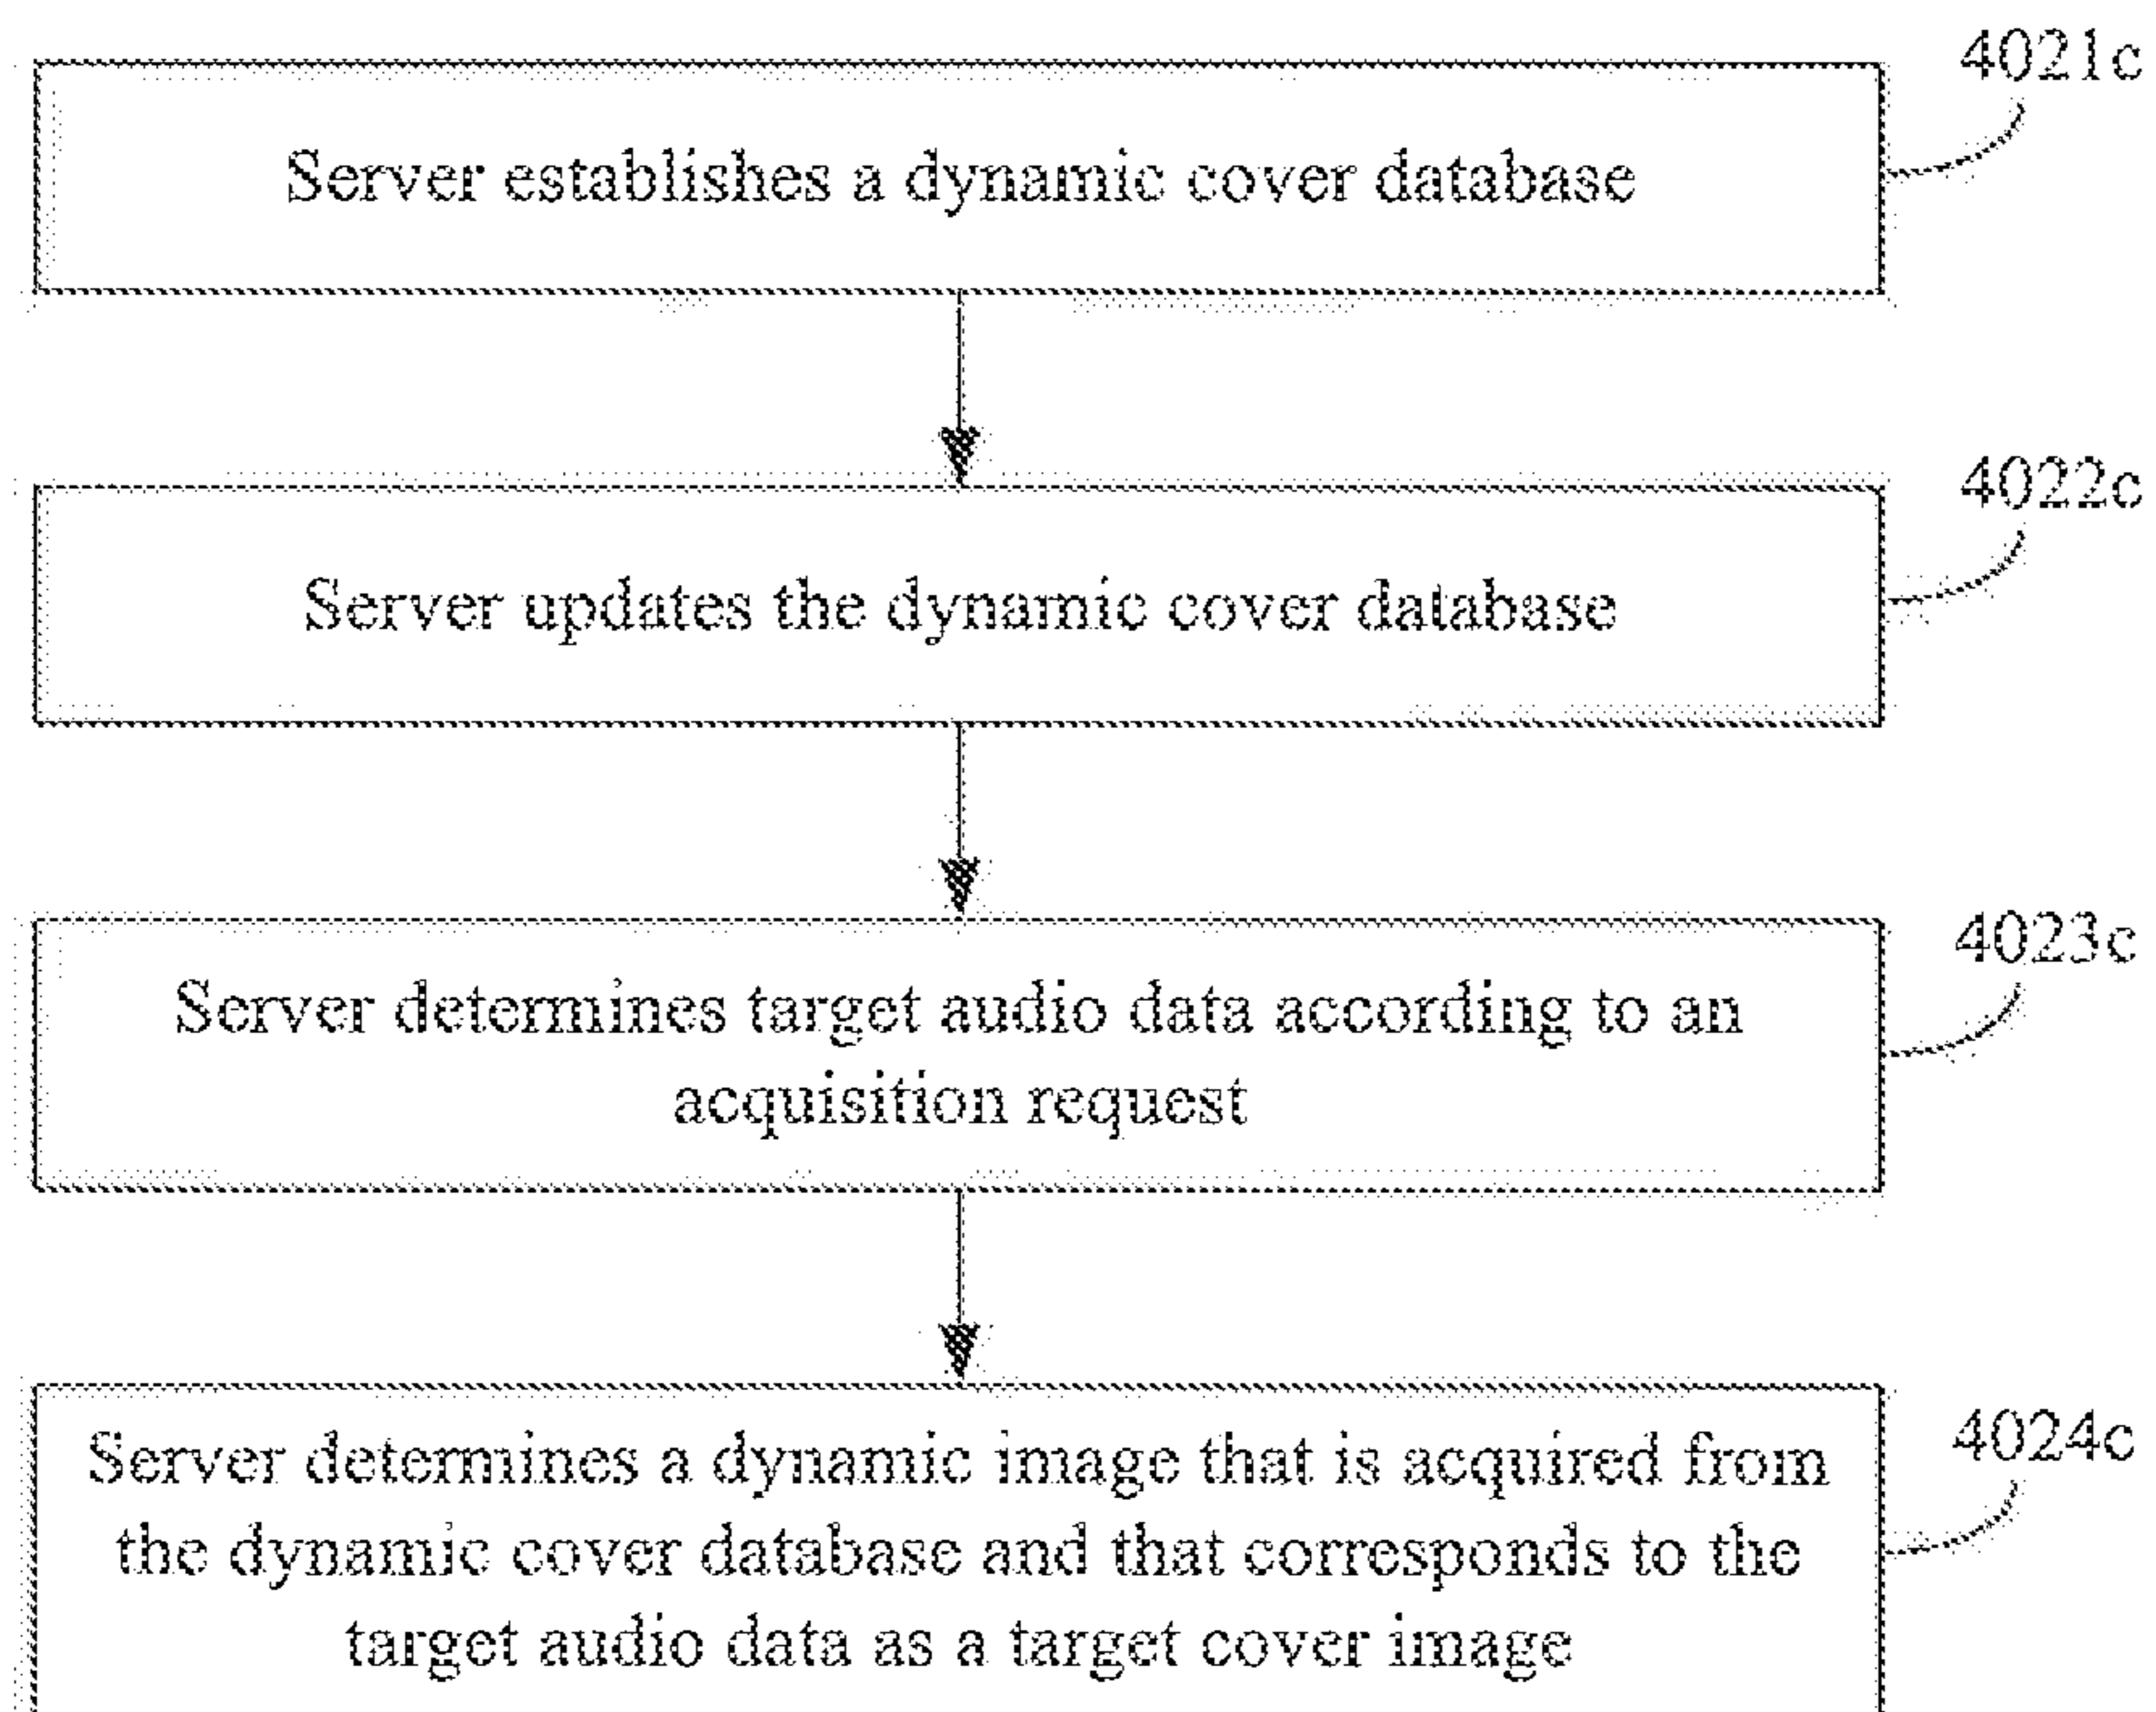 4021c
Server establishes a dynamic cover database
4022c
Server updates the dynamic cover database
4023c
Server determines target audio data according to an
acquisition request
4024c
Server determines a dynamic image that is acquired from
the dynamic cover database and that corresponds to the
target audio data as a target cover image